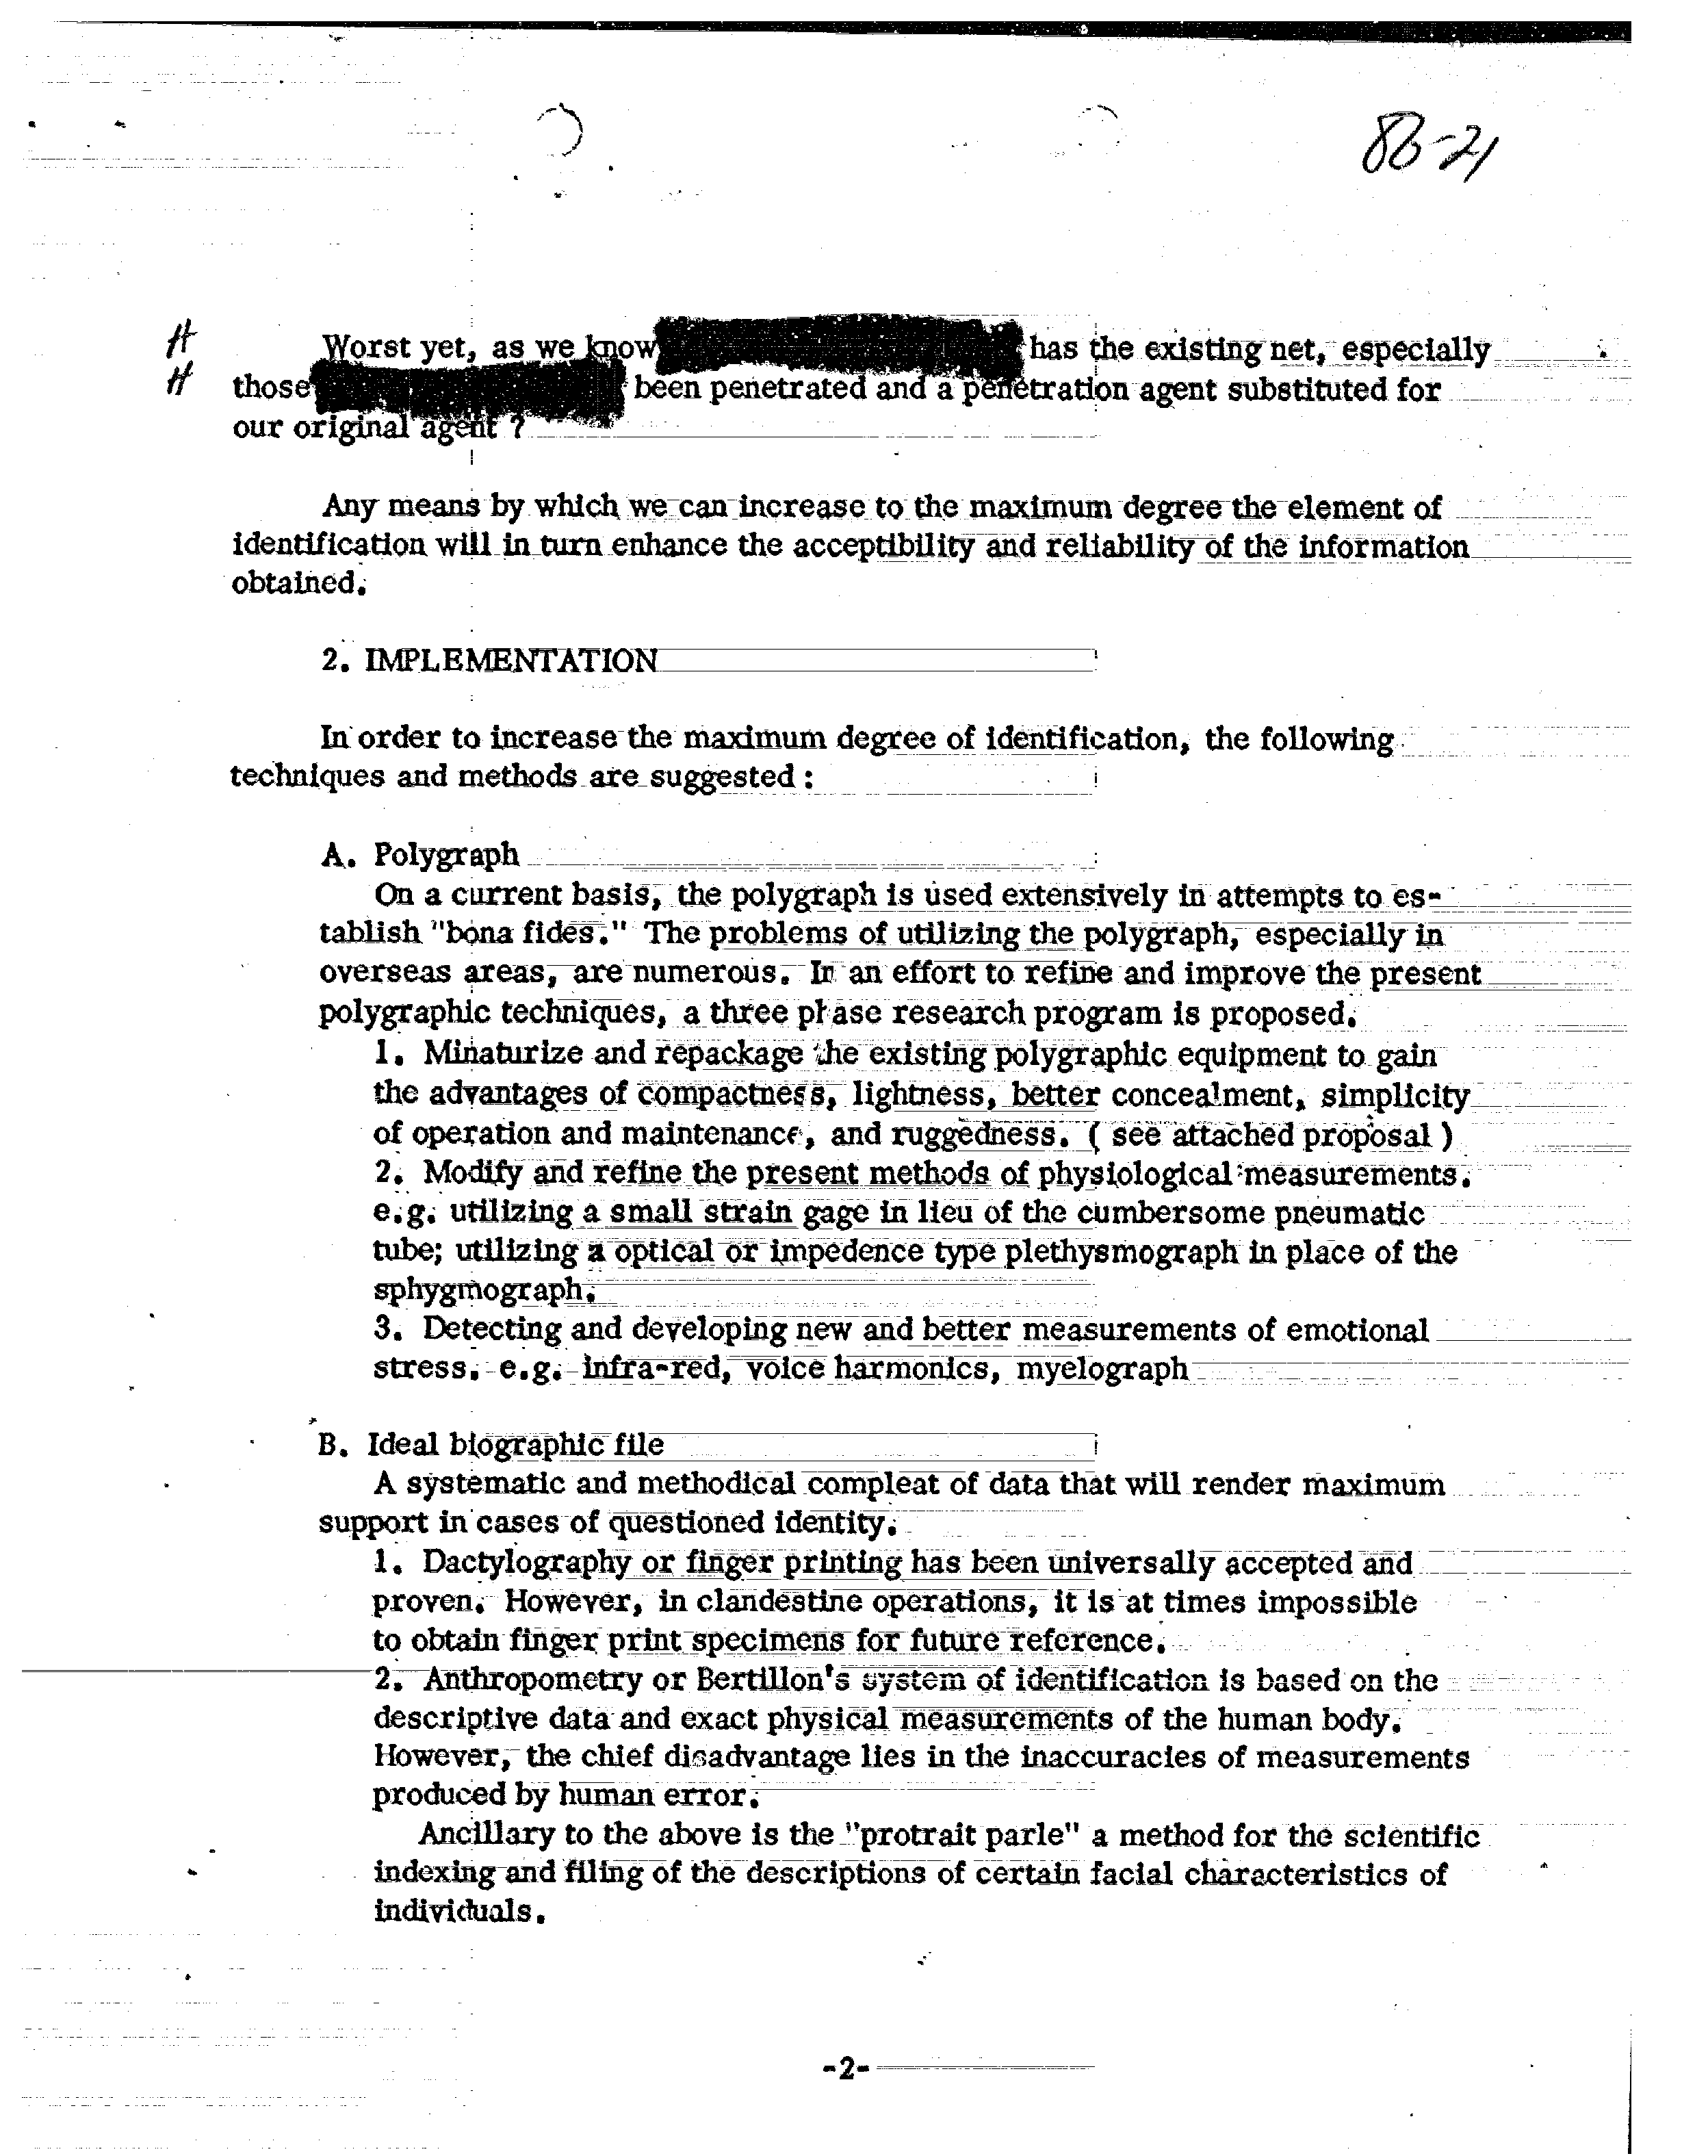 86-21
H Worst yet, as we know has the existing net, especially
H those been penetrated and a penetration agent substituted for
our original agent ?
Any means by which we can increase to the maximum degree the element of
identification will in turn enhance the acceptibility and reliability of the information
obtained.
2. IMPLEMENTATION
In order to increase the maximum degree of identification, the following
techniques and methods are suggested :
A. Polygraph
On a current basis, the polygraph is used extensively in attempts to es-
tablish "bona fides." The problems of utilizing the polygraph, especially in
overseas areas, are numerous. In an effort to refine and improve the present
polygraphic techniques, a three phase research program is proposed.
1. Minaturize and repackage the existing polygraphic equipment to gain
the advantages of compactness, lightness, better concealment, simplicity
of operation and maintenance, and ruggedness. ( see attached proposal )
2. Modify and refine the present methods of physiological measurements.
e.g. utilizing a small strain gage in lieu of the cumbersome pneumatic
tube; utilizing a optical or impedence type plethysmograph in place of the
sphygmograph.
3. Detecting and developing new and better measurements of emotional
stress. e.g. infra-red, voice harmonics, myelograph
B. Ideal biographic file
A systematic and methodical compleat of data that will render maximum
support in cases of questioned identity.
1. Dactylography or finger printing has been universally accepted and
proven. However, in clandestine operations, it is at times impossible
to obtain finger print specimens for future reference.
2. Anthropometry or Bertillon's system of identification is based on the
descriptive data and exact physical measurements of the human body.
However, the chief disadvantage lies in the inaccuracies of measurements
produced by human error.
Ancillary to the above is the "protrait parle" a method for the scientific
indexing and filing of the descriptions of certain facial characteristics of
individuals.
-2-